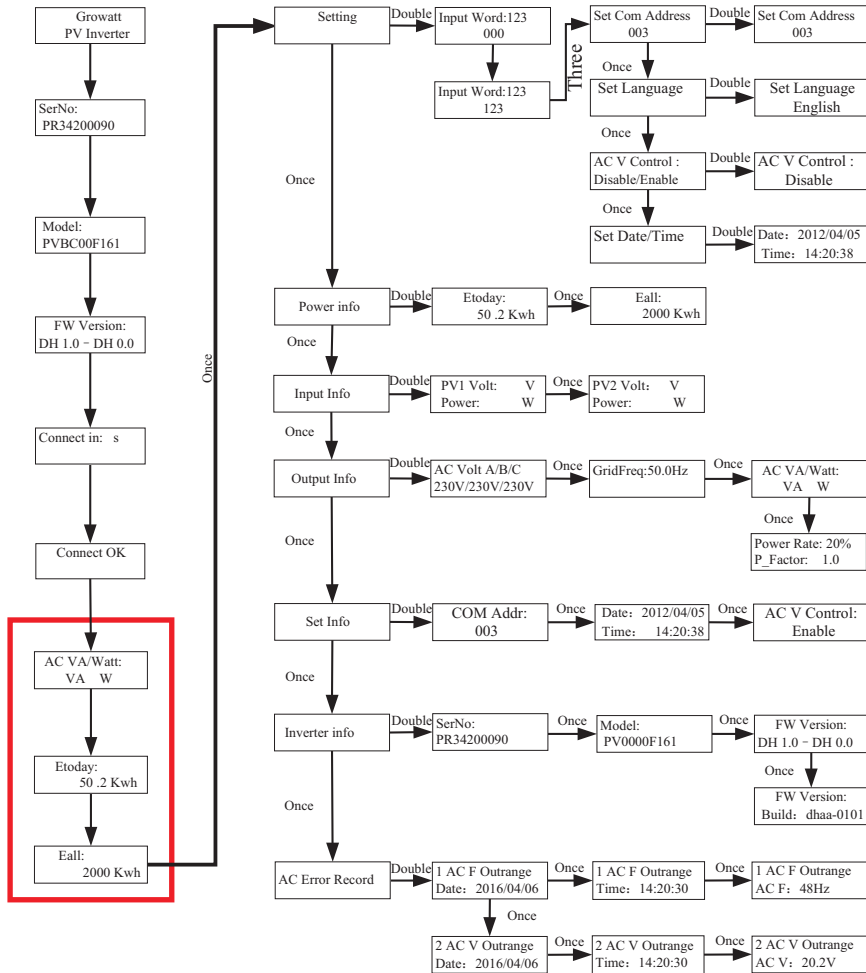 Growatt
PV Inverter
SerNo:
PR34200090
Model:
PVBC00F161
FW Version:
DH 1.0 - DH 0.0
Connect in: s
Connect OK
AC VA/Watt:
VA W
Etoday:
50 .2 Kwh
Eall:
2000 Kwh
Once
Setting
Double
Input Word:123
000
Input Word:123
123
Three
Set Com Address
003
Double
Set Com Address
003
Once
Set Language
Double
Set Language
English
Once
AC V Control :
Disable/Enable
Double
AC V Control :
Disable
Once
Set Date/Time
Double
Date: 2012/04/05
Time: 14:20:38
Once
Power info
Double
Etoday:
50 .2 Kwh
Once
Eall:
2000 Kwh
Once
Input Info
Double
PV1 Volt: V
Power: W
Once
PV2 Volt: V
Power: W
Once
Output Info
Double
AC Volt A/B/C
230V/230V/230V
Once
GridFreq:50.0Hz
Once
AC VA/Watt:
VA W
Once
Power Rate: 20%
P_Factor: 1.0
Once
Set Info
Double
COM Addr:
003
Once
Date: 2012/04/05
Time: 14:20:38
Once
AC V Control:
Enable
Once
Inverter info
Double
SerNo:
PR34200090
Once
Model:
PV0000F161
Once
FW Version:
DH 1.0 - DH 0.0
Once
FW Version:
Build: dhaa-0101
Once
AC Error Record
Double
1 AC F Outrange
Date: 2016/04/06
Once
1 AC F Outrange
Time: 14:20:30
Once
1 AC F Outrange
AC F: 48Hz
Once
2 AC V Outrange
Date: 2016/04/06
Once
2 AC V Outrange
Time: 14:20:30
Once
2 AC V Outrange
AC V: 20.2V